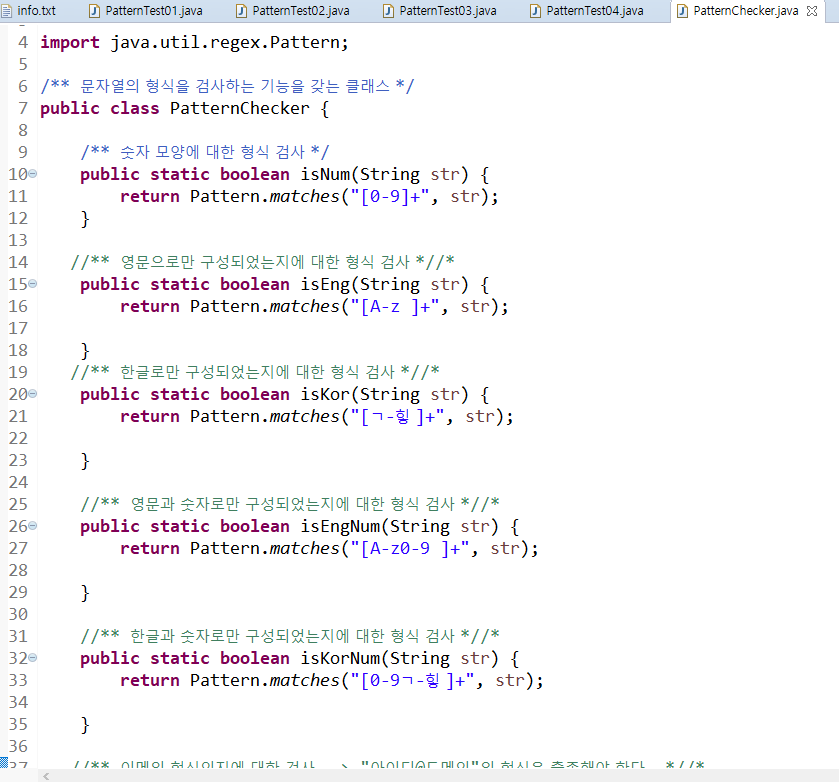 info.txt PatternTest01.java PatternTest02.java PatternTest03.java PatternTest04.java PatternChecker.java
4 import java.util.regex.Pattern;
5
6 /** 문자열의 형식을 검사하는 기능을 갖는 클래스 */
7 public class PatternChecker {
8
9 /** 숫자 모양에 대한 형식 검사 */
10 public static boolean isNum(String str) {
11 return Pattern.matches("[0-9]+", str);
12 }
13
14 //** 영문으로만 구성되었는지에 대한 형식 검사 *//*
15 public static boolean isEng(String str) {
16 return Pattern.matches("[A-z ]+", str);
17
18 }
19 //** 한글로만 구성되었는지에 대한 형식 검사 *//*
20 public static boolean isKor(String str) {
21 return Pattern.matches("[ㄱ-힣 ]+", str);
22
23 }
24
25 //** 영문과 숫자로만 구성되었는지에 대한 형식 검사 *//*
26 public static boolean isEngNum(String str) {
27 return Pattern.matches("[A-z0-9 ]+", str);
28
29 }
30
31 //** 한글과 숫자로만 구성되었는지에 대한 형식 검사 *//*
32 public static boolean isKorNum(String str) {
33 return Pattern.matches("[0-9ㄱ-힣 ]+", str);
34
35 }
36
37